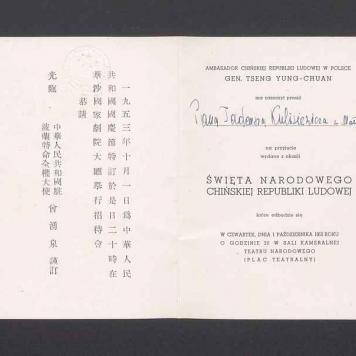 一九五三年十月一日為中華人民
共和國國慶節特訂於是日二十時在
華沙國家劇院大廳舉行招待會
恭請
光臨
中華人民共和國駐
波蘭特命全權大使 曾湧泉謹訂
AMBASADOR CHIŃSKIEJ REPUBLIKI LUDOWEJ W POLSCE
GEN. TSENG YUNG-CHUAN
ma zaszczyt prosić
Pana Tadeusza Kulisiewicza z
na przyjęcie
wydane z okazji
ŚWIĘTA NARODOWEGO
CHIŃSKIEJ REPUBLIKI LUDOWEJ
które odbędzie się
W CZWARTEK, DNIA 1 PAŹDZIERNIKA 1953 ROKU
O GODZINIE 20 W SALI KAMERALNEJ
TEATRU NARODOWEGO
(PLAC TEATRALNY)